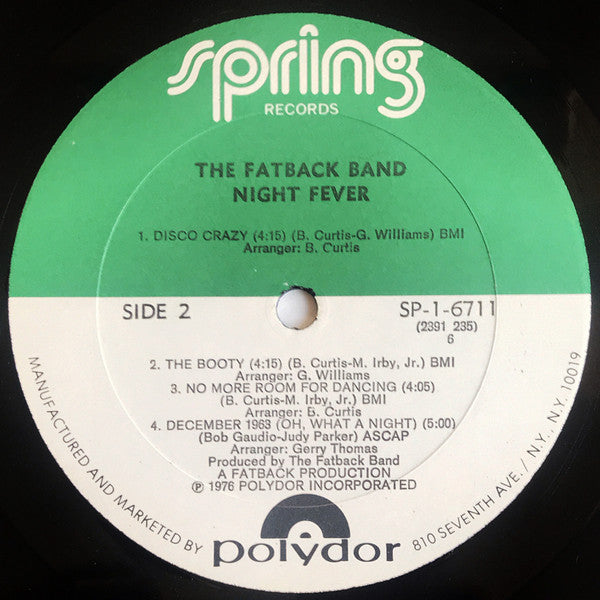 spring
RECORDS
THE FATBACK BAND
NIGHT FEVER
1. DISCO CRAZY (4:15) (B. Curtis-G. Williams) BMI
Arranger: B. Curtis
SIDE 2
SP-1-6711
(2391 235)
6
2. THE BOOTY (4:15) (B. Curtis-M. Irby, Jr.) BMI
Arranger: G. Williams
3. NO MORE ROOM FOR DANCING (4:05)
(B. Curtis-M. Irby, Jr.) BMI
Arranger: B. Curtis
4. DECEMBER 1963 (OH, WHAT A NIGHT) (5:00)
(Bob Gaudio-Judy Parker) ASCAP
Arranger: Gerry Thomas
Produced by The Fatback Band
A FATBACK PRODUCTION
℗ 1976 POLYDOR INCORPORATED
MANUFACTURED AND MARKETED BY
polydor
810 SEVENTH AVE. / N.Y., N.Y. 10019